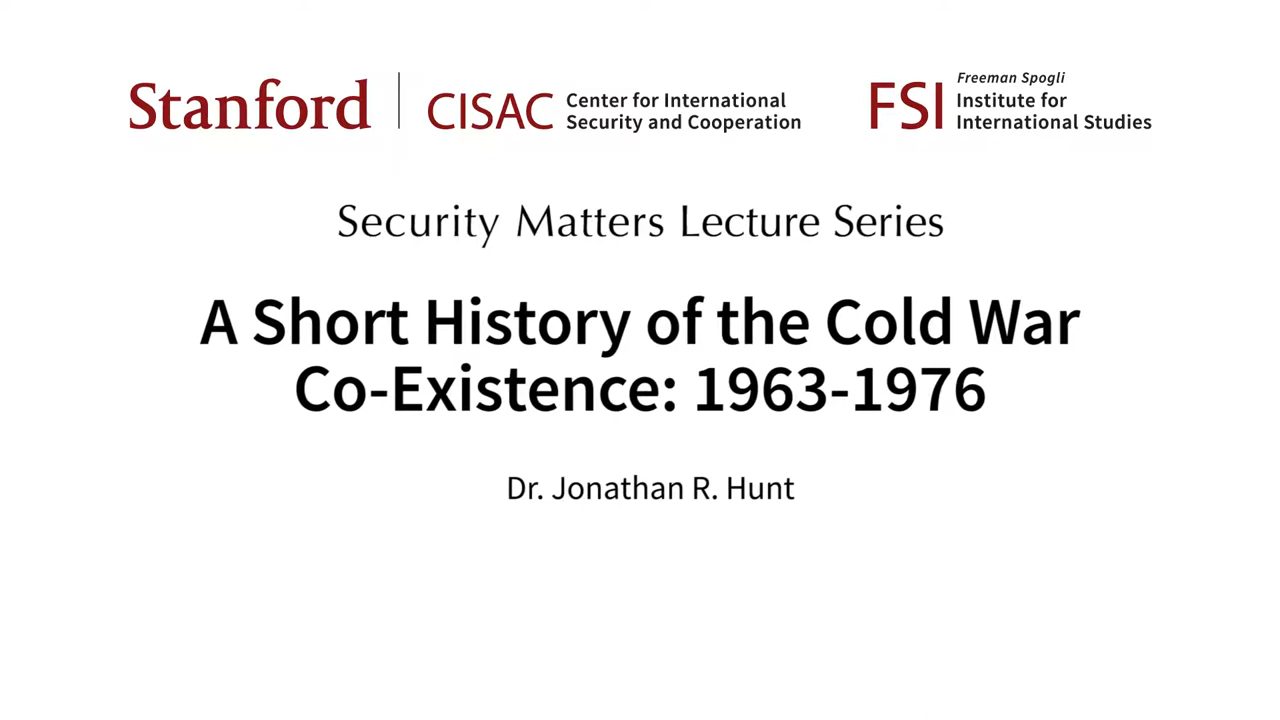 Stanford
CISAC
Center for International
Security and Cooperation
FSI
Freeman Spogli
Institute for
International Studies
Security Matters Lecture Series
A Short History of the Cold War
Co-Existence: 1963-1976
Dr. Jonathan R. Hunt